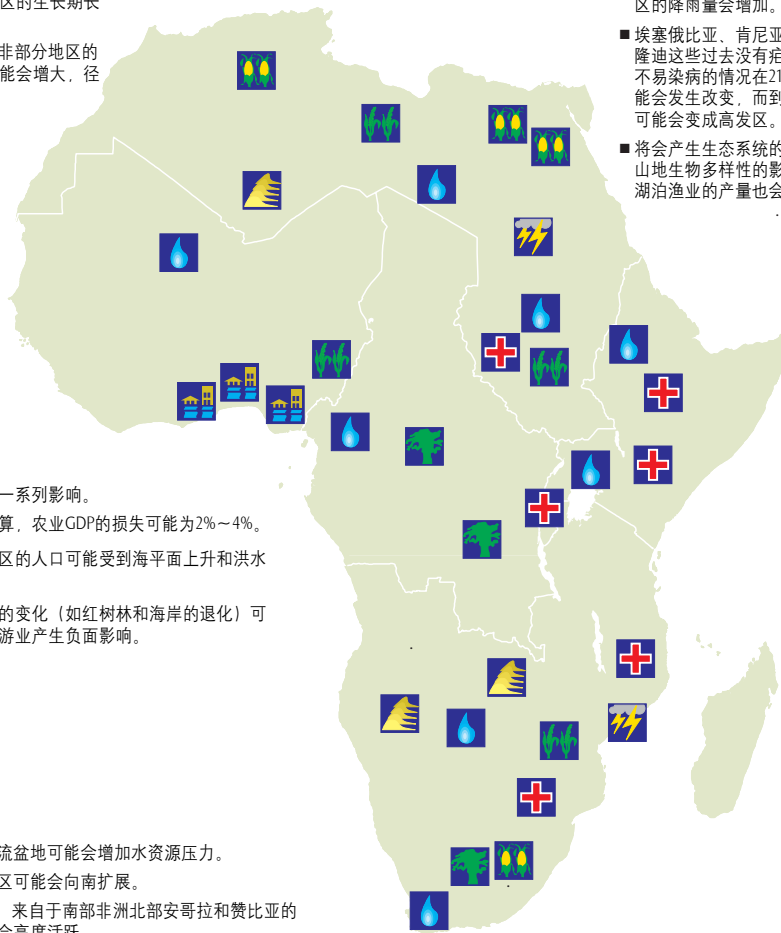 区的生长期长
非部分地区的
能会增大，径
区的降雨量会增加。
■ 埃塞俄比亚、肯尼亚
隆迪这些过去没有疟
不易染病的情况在21
能会发生改变，而到
可能会变成高发区。
■ 将会产生生态系统的
山地生物多样性的影
湖泊渔业的产量也会
一系列影响。
算，农业GDP的损失可能为2%～4%。
区的人口可能受到海平面上升和洪水
的变化（如红树林和海岸的退化）可
游业产生负面影响。
流盆地可能会增加水资源压力。
区可能会向南扩展。
，来自于南部非洲北部安哥拉和赞比亚的
会高度活跃